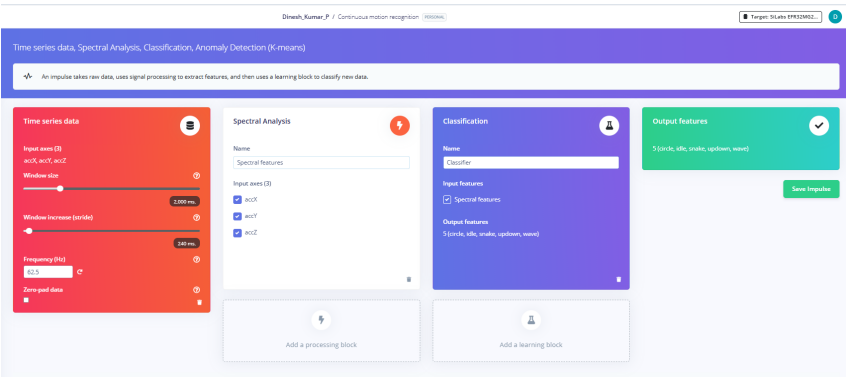 Dinesh_Kumar_P / Continuous motion recognition PERSONAL
Target: SiLabs EFR32MG2...
D
Time series data, Spectral Analysis, Classification, Anomaly Detection (K-means)
An impulse takes raw data, uses signal processing to extract features, and then uses a learning block to classify new data.
Time series data
Input axes (3)
accX, accY, accZ
Window size
2,000 ms.
Window increase (stride)
240 ms.
Frequency (Hz)
62.5
Zero-pad data
Spectral Analysis
Name
Spectral features
Input axes (3)
accX
accY
accZ
Add a processing block
Classification
Name
Classifier
Input features
Spectral features
Output features
5 (circle, idle, snake, updown, wave)
Add a learning block
Output features
5 (circle, idle, snake, updown, wave)
Save Impulse